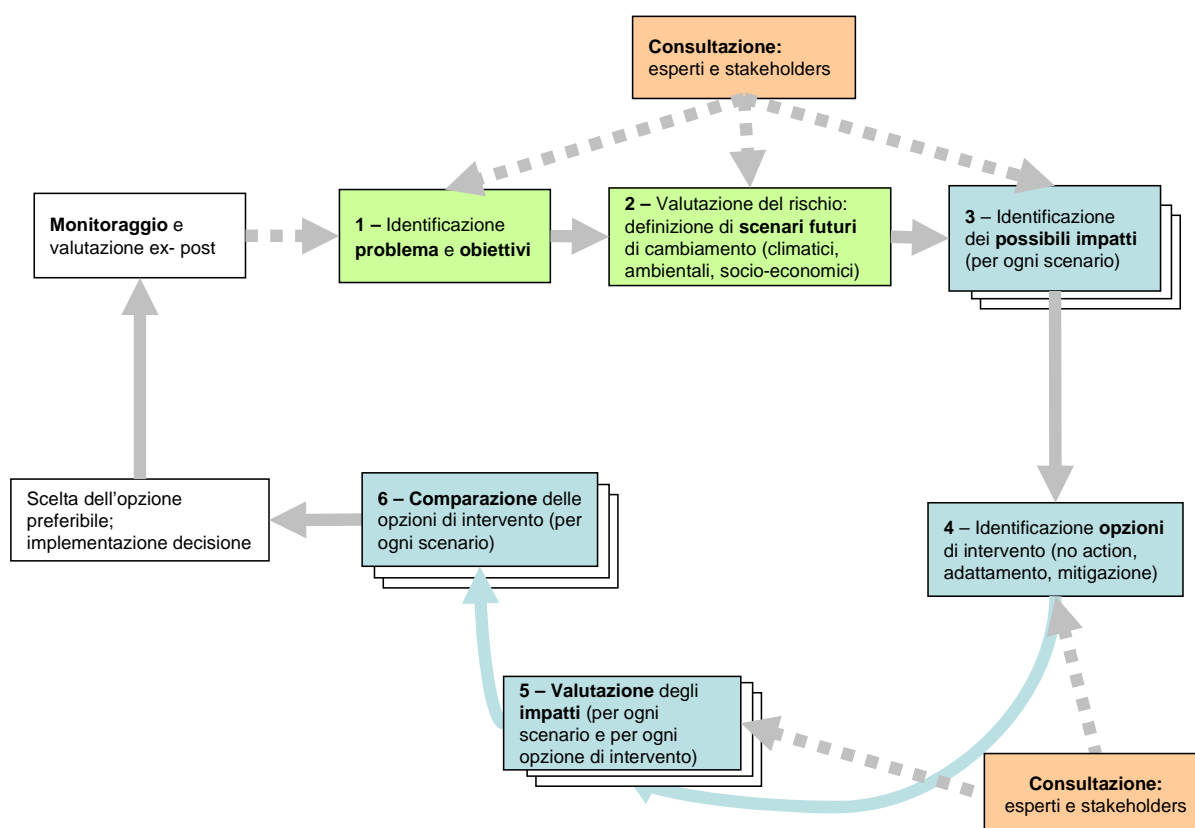 Consultazione:
esperti e stakeholders
Monitoraggio e
valutazione ex- post
1 – Identificazione
problema e obiettivi
2 – Valutazione del rischio:
definizione di scenari futuri
di cambiamento (climatici,
ambientali, socio-economici)
3 – Identificazione
dei possibili impatti
(per ogni scenario)
Scelta dell'opzione
preferibile;
implementazione decisione
6 – Comparazione delle
opzioni di intervento (per
ogni scenario)
4 – Identificazione opzioni
di intervento (no action,
adattamento, mitigazione)
5 – Valutazione degli
impatti (per ogni
scenario e per ogni
opzione di intervento)
Consultazione:
esperti e stakeholders